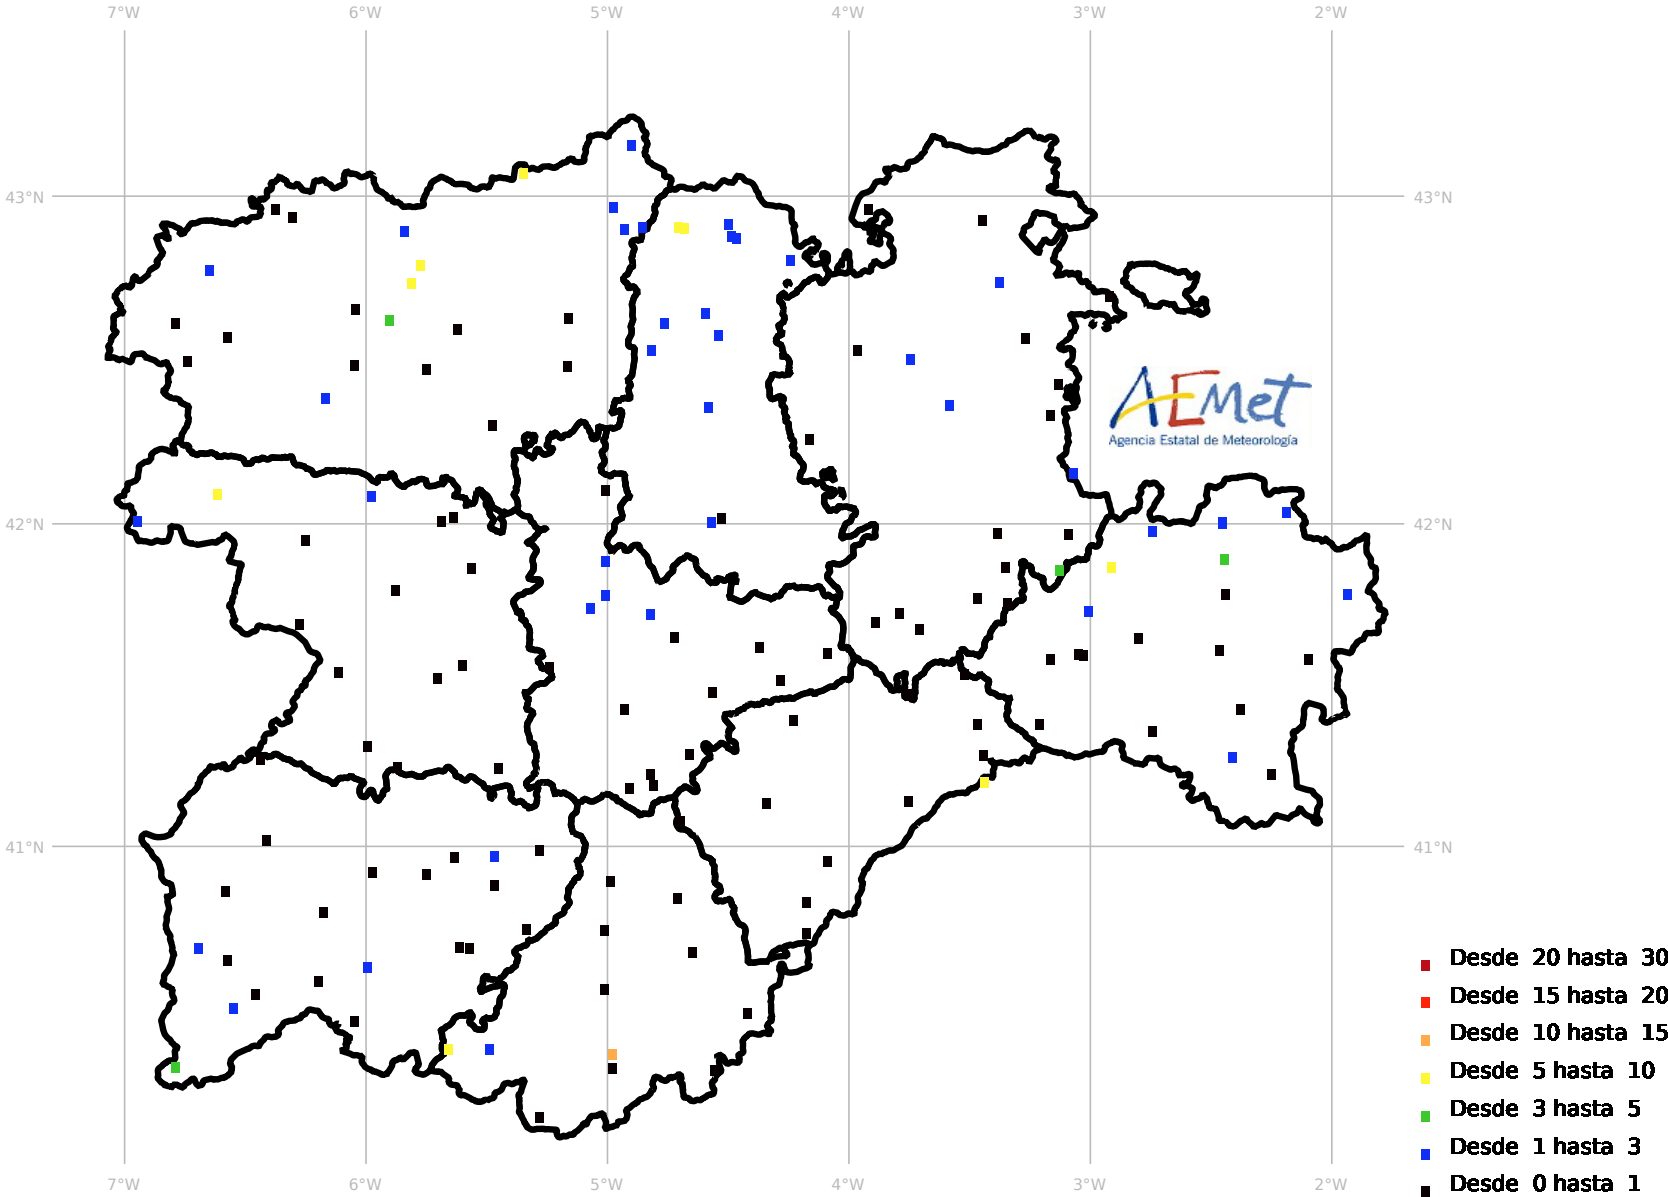 7°W 6°W 5°W 4°W 3°W 2°W
43°N 43°N
AEMet
Agencia Estatal de Meteorología
42°N 42°N
41°N 41°N
Desde 20 hasta 30
Desde 15 hasta 20
Desde 10 hasta 15
Desde 5 hasta 10
Desde 3 hasta 5
Desde 1 hasta 3
Desde 0 hasta 1
7°W 6°W 5°W 4°W 3°W 2°W